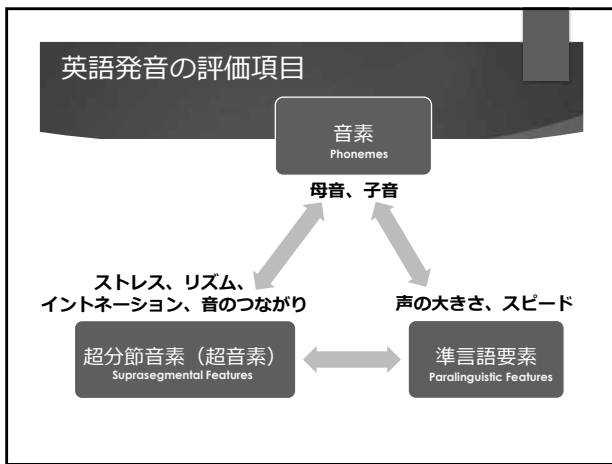 英語発音の評価項目
音素
Phonemes
母音、子音
ストレス、リズム、
イントネーション、音のつながり
声の大きさ、スピード
超分節音素（超音素）
Suprasegmental Features
準言語要素
Paralinguistic Features